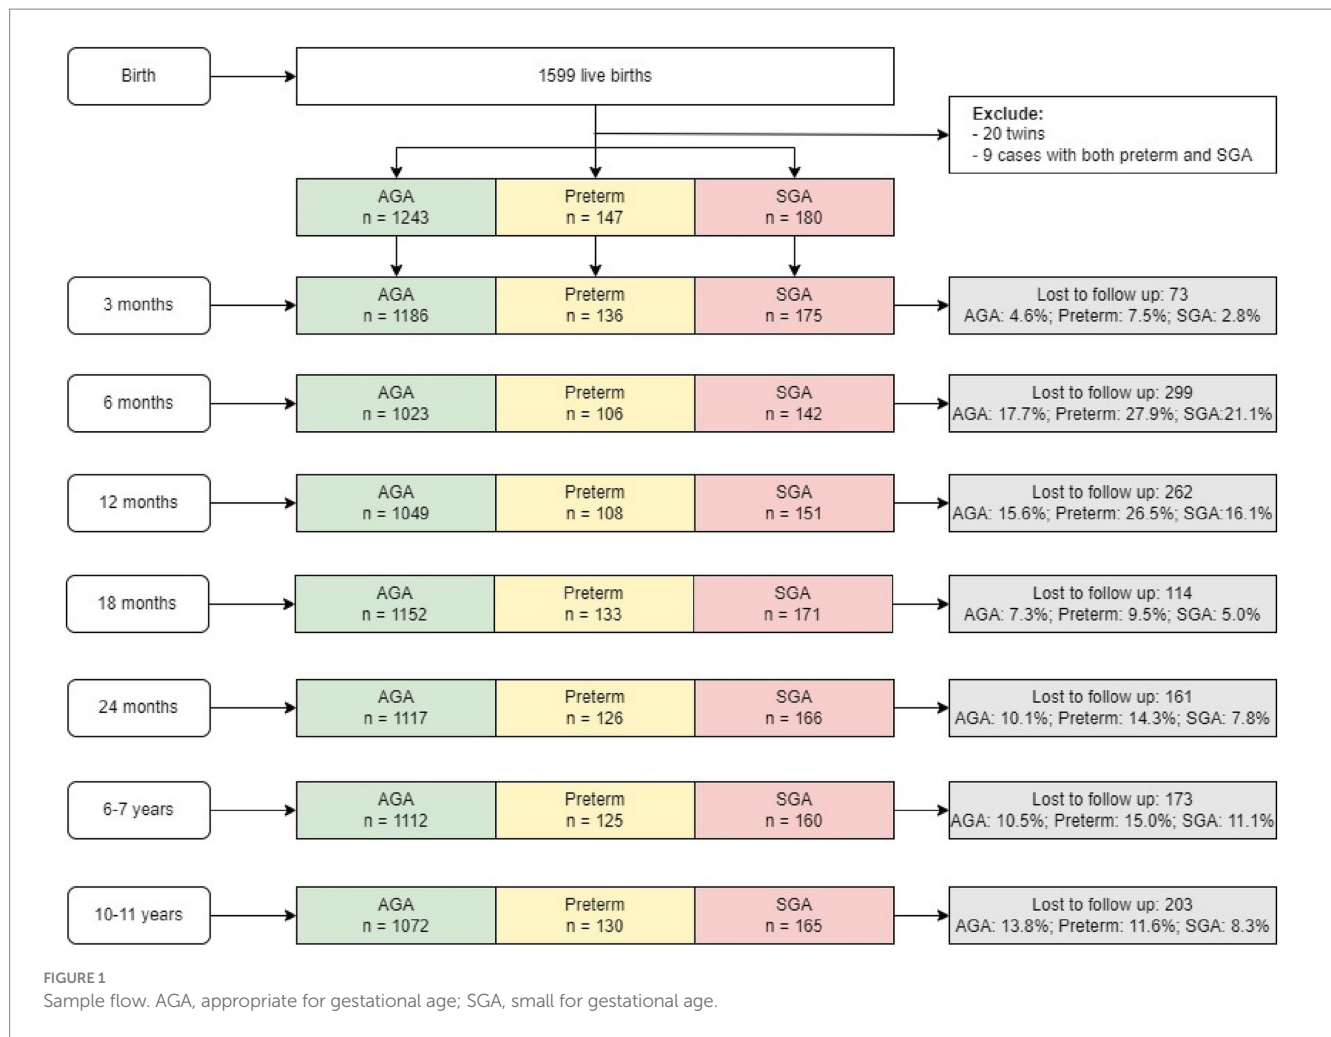 Birth
1599 live births
Exclude:
- 20 twins
- 9 cases with both preterm and SGA
AGA
n = 1243
Preterm
n = 147
SGA
n = 180
3 months
AGA
n = 1186
Preterm
n = 136
SGA
n = 175
Lost to follow up: 73
AGA: 4.6%; Preterm: 7.5%; SGA: 2.8%
6 months
AGA
n = 1023
Preterm
n = 106
SGA
n = 142
Lost to follow up: 299
AGA: 17.7%; Preterm: 27.9%; SGA:21.1%
12 months
AGA
n = 1049
Preterm
n = 108
SGA
n = 151
Lost to follow up: 262
AGA: 15.6%; Preterm: 26.5%; SGA:16.1%
18 months
AGA
n = 1152
Preterm
n = 133
SGA
n = 171
Lost to follow up: 114
AGA: 7.3%; Preterm: 9.5%; SGA: 5.0%
24 months
AGA
n = 1117
Preterm
n = 126
SGA
n = 166
Lost to follow up: 161
AGA: 10.1%; Preterm: 14.3%; SGA: 7.8%
6-7 years
AGA
n = 1112
Preterm
n = 125
SGA
n = 160
Lost to follow up: 173
AGA: 10.5%; Preterm: 15.0%; SGA: 11.1%
10-11 years
AGA
n = 1072
Preterm
n = 130
SGA
n = 165
Lost to follow up: 203
AGA: 13.8%; Preterm: 11.6%; SGA: 8.3%
FIGURE 1
Sample flow. AGA, appropriate for gestational age; SGA, small for gestational age.